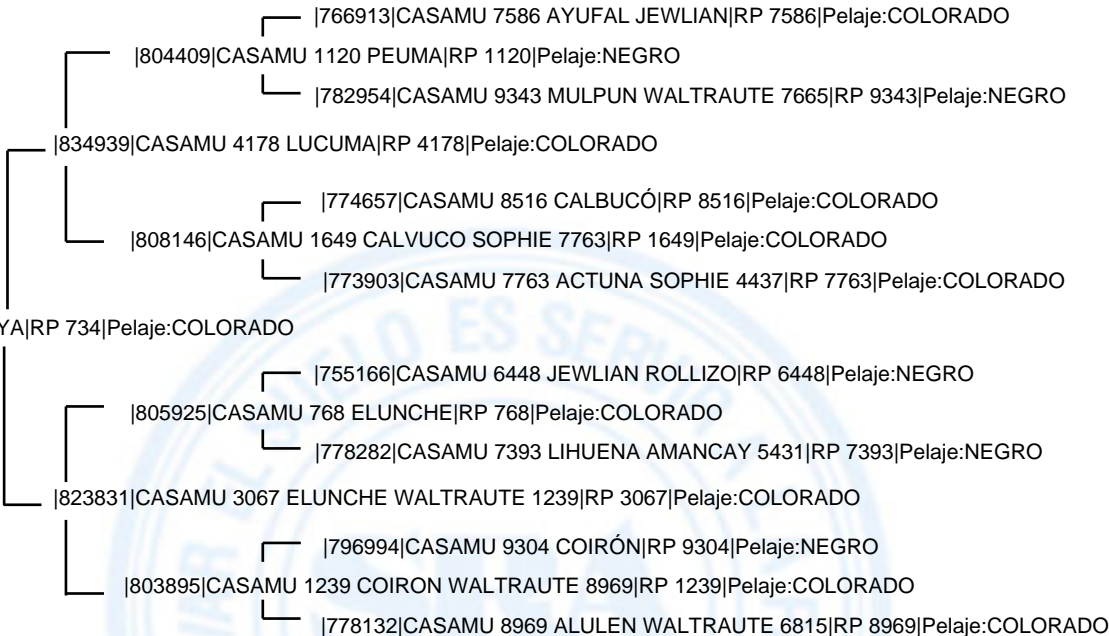 |766913|CASAMU 7586 AYUFAL JEWLIAN|RP 7586|Pelaje:COLORADO
|804409|CASAMU 1120 PEUMA|RP 1120|Pelaje:NEGRO
|782954|CASAMU 9343 MULPUN WALTRAUTE 7665|RP 9343|Pelaje:NEGRO
|834939|CASAMU 4178 LUCUMA|RP 4178|Pelaje:COLORADO
|774657|CASAMU 8516 CALBUCÓ|RP 8516|Pelaje:COLORADO
|808146|CASAMU 1649 CALVUCO SOPHIE 7763|RP 1649|Pelaje:COLORADO
|773903|CASAMU 7763 ACTUNA SOPHIE 4437|RP 7763|Pelaje:COLORADO
YA|RP 734|Pelaje:COLORADO
|755166|CASAMU 6448 JEWLIAN ROLLIZO|RP 6448|Pelaje:NEGRO
|805925|CASAMU 768 ELUNCHE|RP 768|Pelaje:COLORADO
|778282|CASAMU 7393 LIHUENA AMANCAY 5431|RP 7393|Pelaje:NEGRO
|823831|CASAMU 3067 ELUNCHE WALTRAUTE 1239|RP 3067|Pelaje:COLORADO
|796994|CASAMU 9304 COIRÓN|RP 9304|Pelaje:NEGRO
|803895|CASAMU 1239 COIRON WALTRAUTE 8969|RP 1239|Pelaje:COLORADO
|778132|CASAMU 8969 ALULEN WALTRAUTE 6815|RP 8969|Pelaje:COLORADO